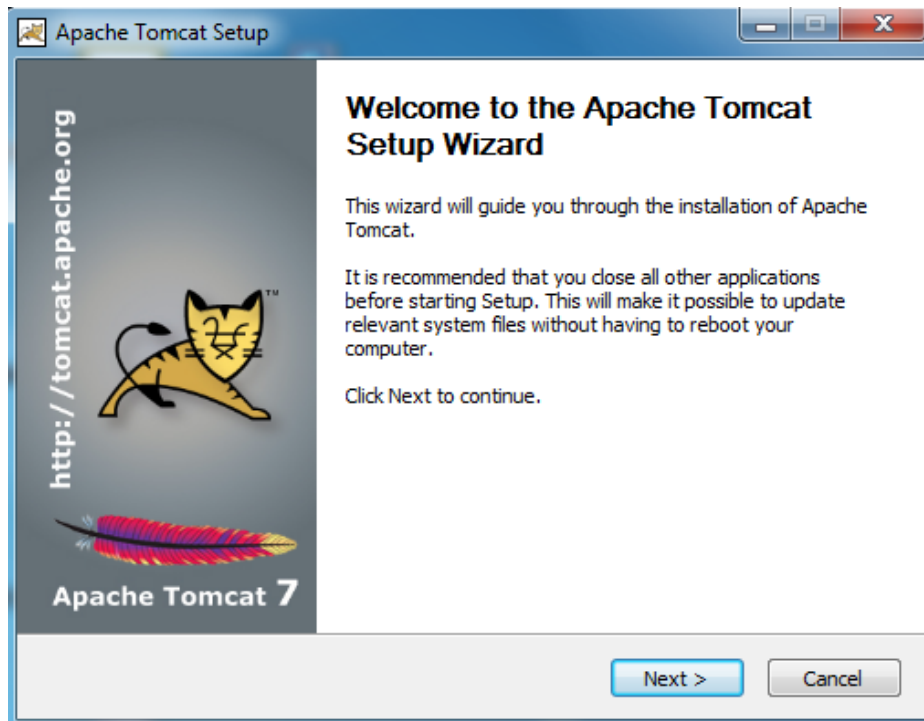 Apache Tomcat Setup
http://tomcat.apache.org
Apache Tomcat 7
Welcome to the Apache Tomcat
Setup Wizard
This wizard will guide you through the installation of Apache
Tomcat.
It is recommended that you close all other applications
before starting Setup. This will make it possible to update
relevant system files without having to reboot your
computer.
Click Next to continue.
Next >
Cancel